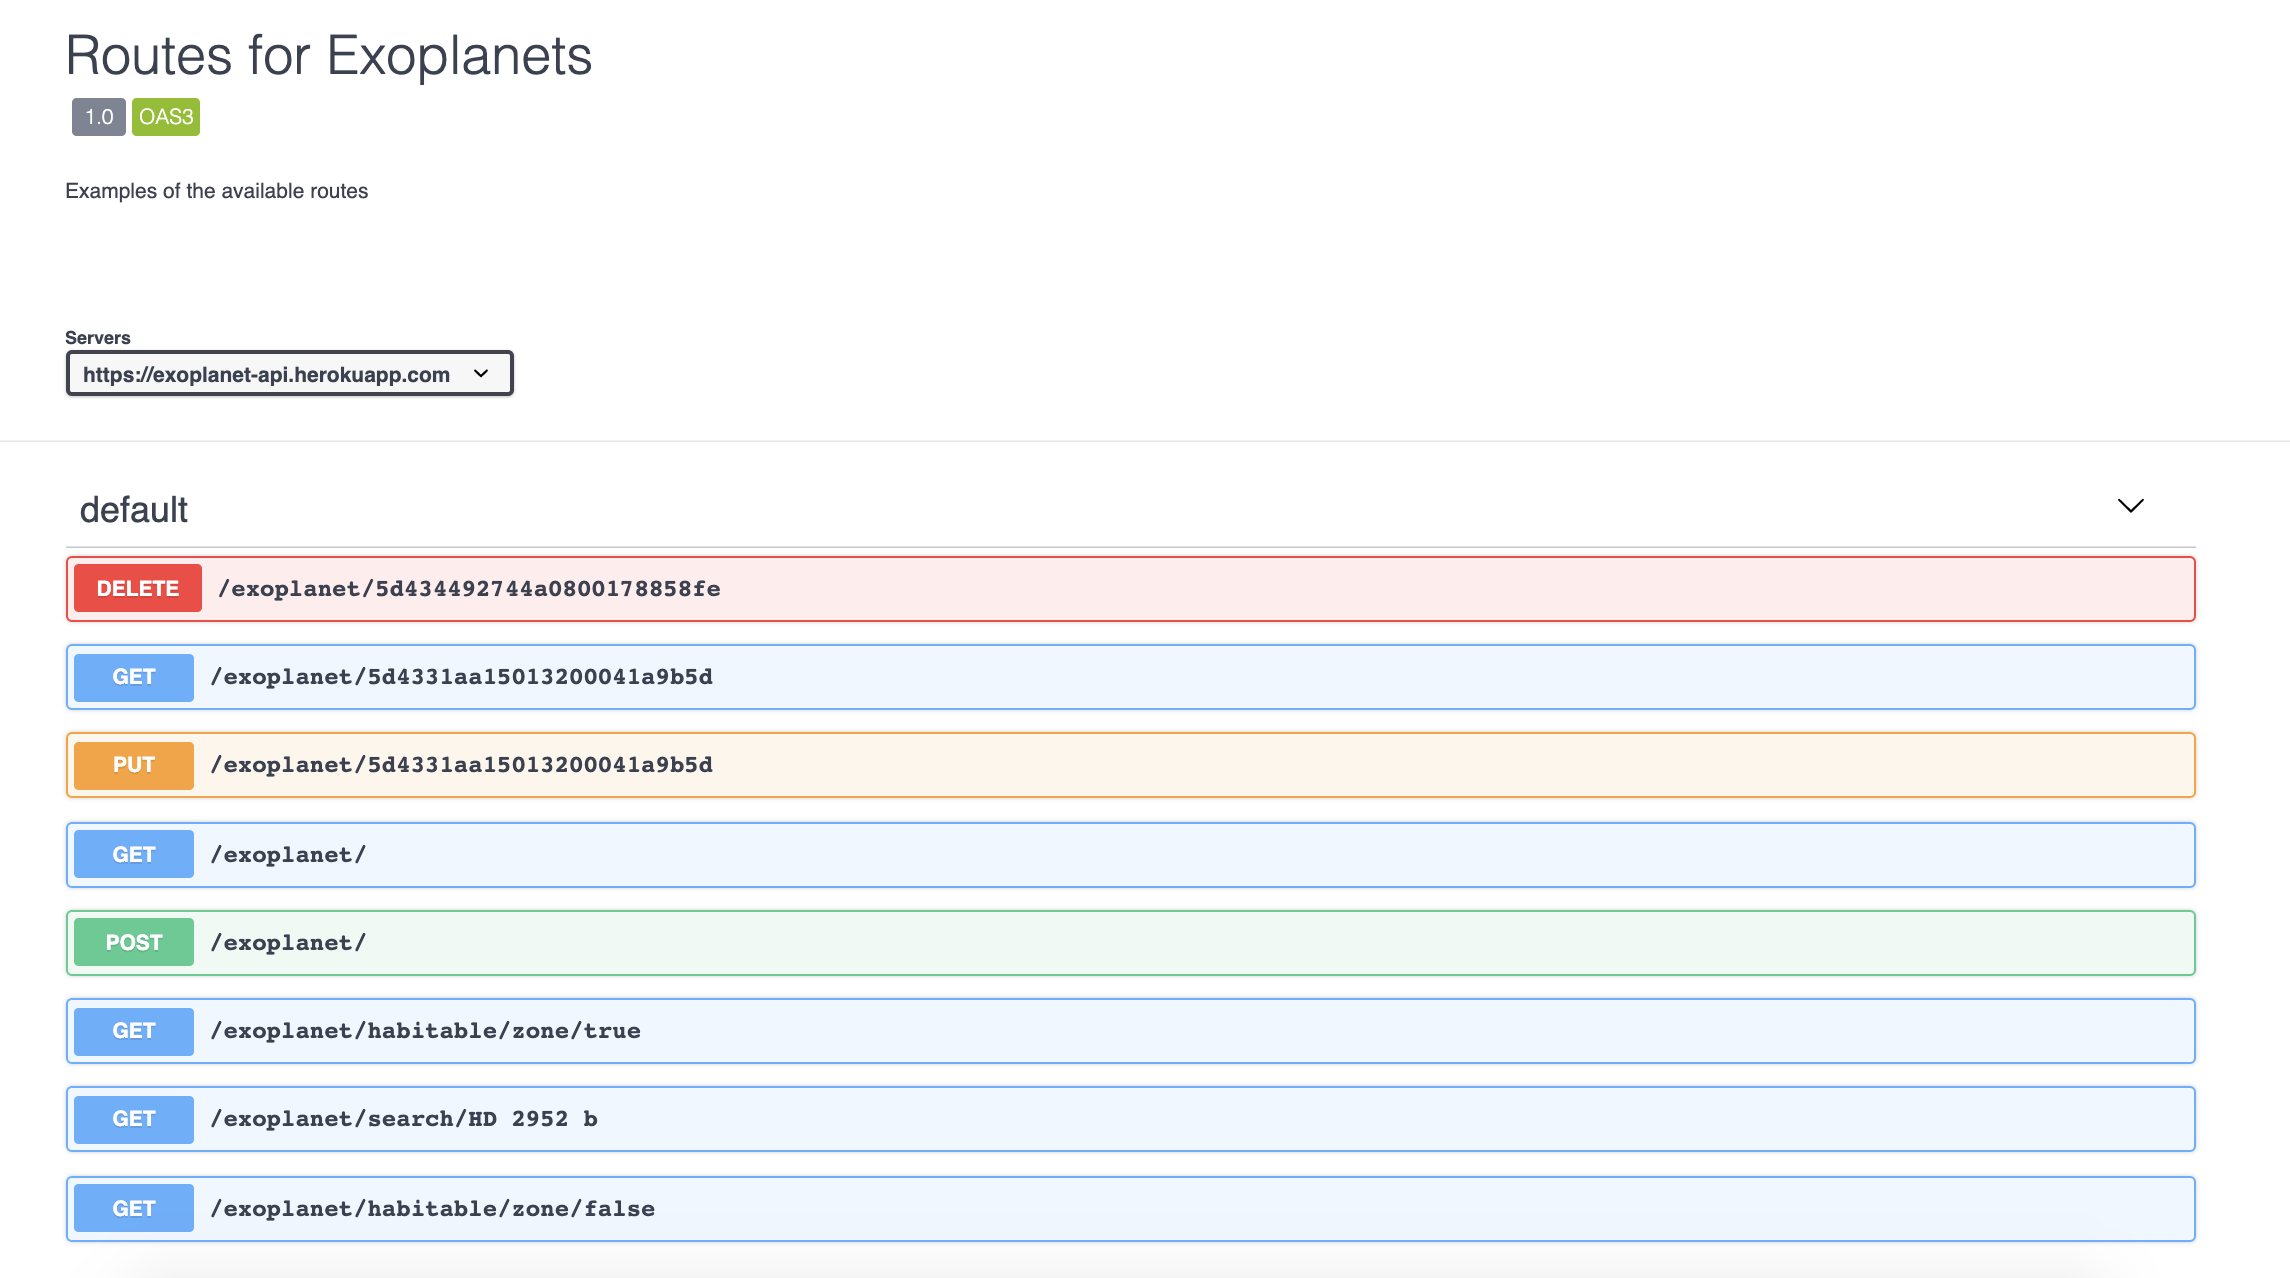 Routes for Exoplanets
1.0 OAS3
Examples of the available routes
Servers
https://exoplanet-api.herokuapp.com
default
DELETE /exoplanet/5d434492744a0800178858fe
GET /exoplanet/5d4331aa15013200041a9b5d
PUT /exoplanet/5d4331aa15013200041a9b5d
GET /exoplanet/
POST /exoplanet/
GET /exoplanet/habitable/zone/true
GET /exoplanet/search/HD 2952 b
GET /exoplanet/habitable/zone/false